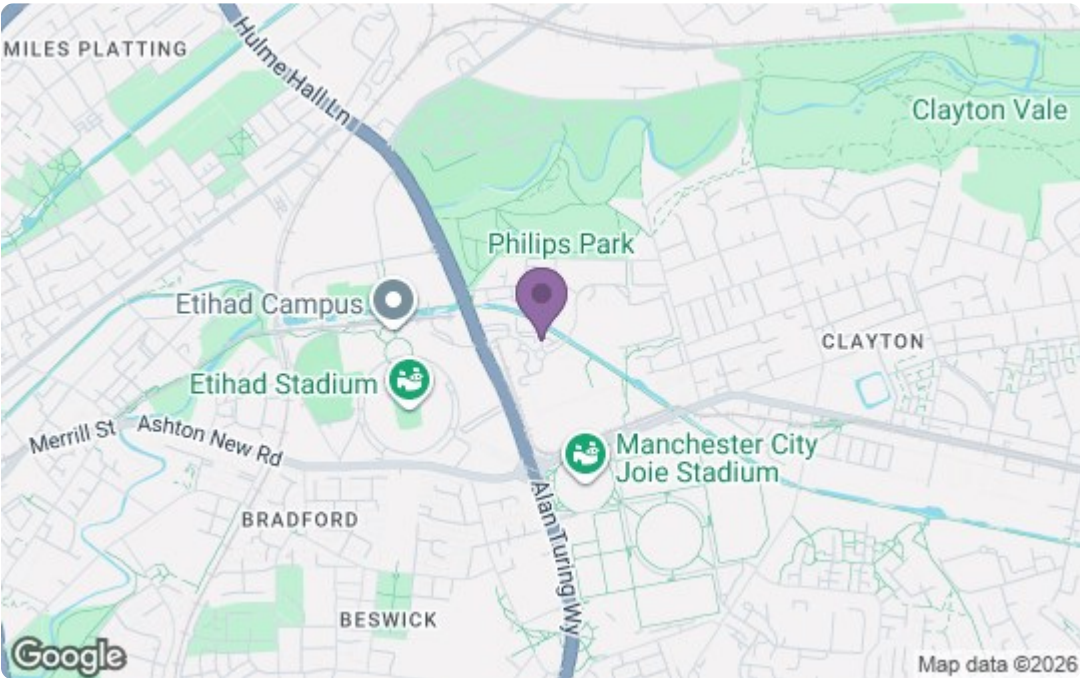 Hulme Hall Ln
MILES PLATTING
Clayton Vale
Philips Park
Etihad Campus
CLAYTON
Etihad Stadium
Merrill St
Ashton New Rd
Manchester City
Joie Stadium
BRADFORD
Alan Turing Wy
BESWICK
Google
Map data ©2026